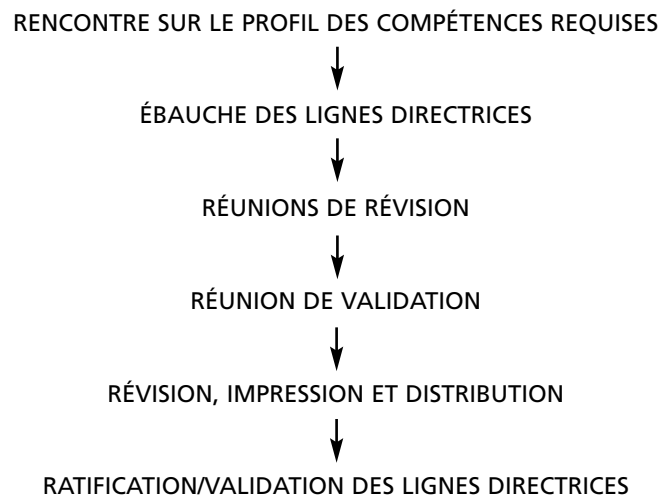 RENCONTRE SUR LE PROFIL DES COMPÉTENCES REQUISES
ÉBAUCHE DES LIGNES DIRECTRICES
RÉUNIONS DE RÉVISION
RÉUNION DE VALIDATION
RÉVISION, IMPRESSION ET DISTRIBUTION
RATIFICATION/VALIDATION DES LIGNES DIRECTRICES